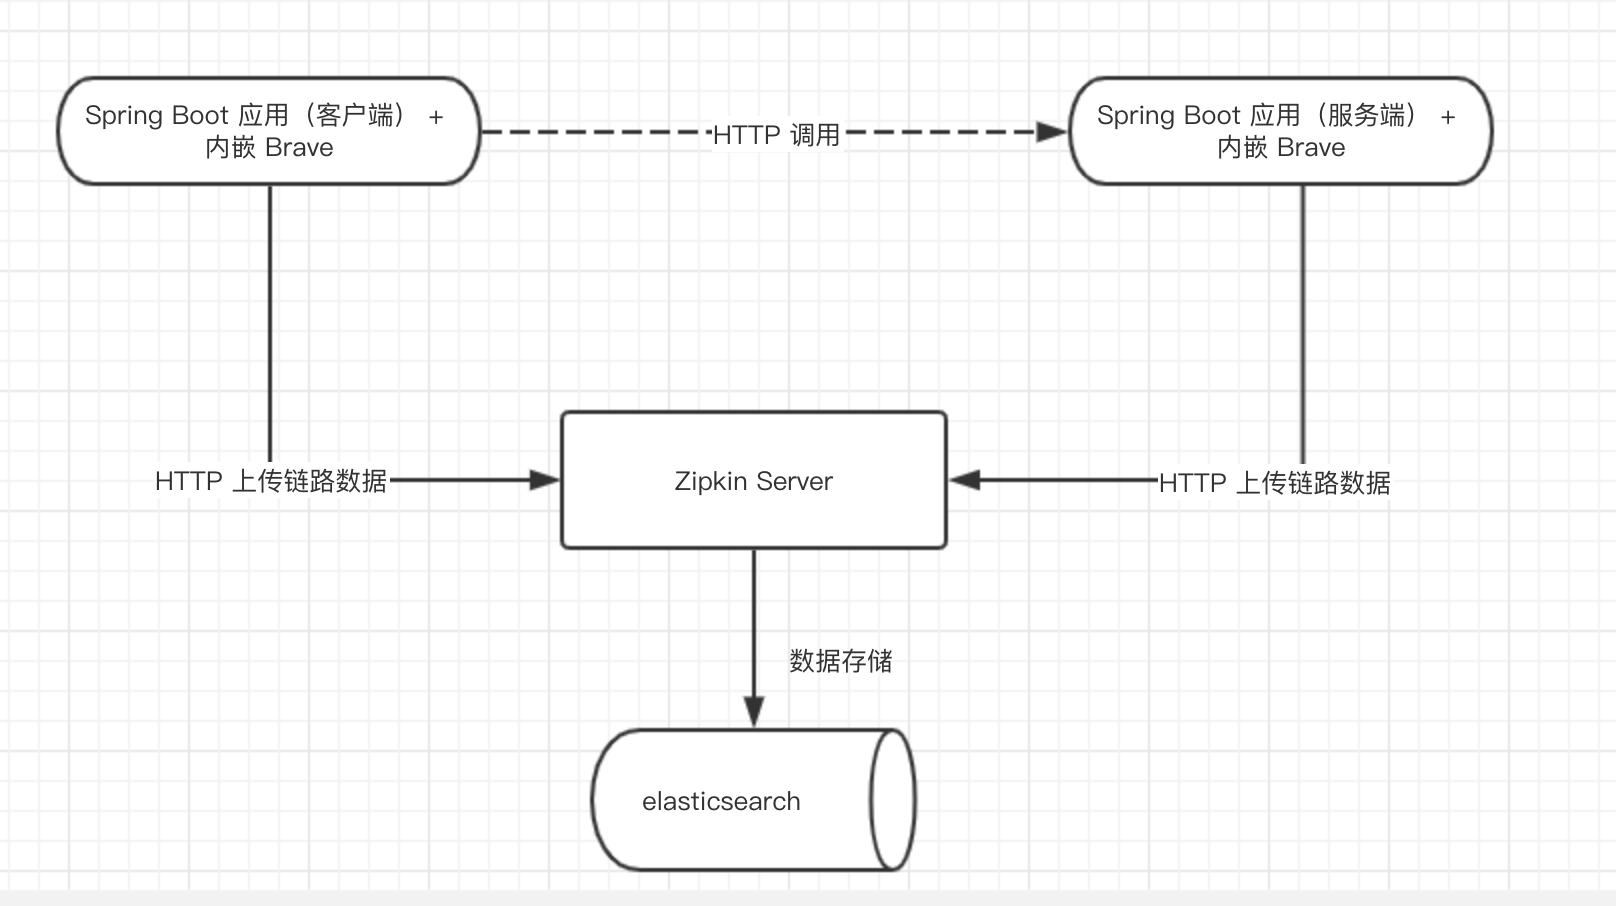 Spring Boot 应用（客户端） +
内嵌 Brave
HTTP 调用
Spring Boot 应用（服务端） +
内嵌 Brave
HTTP 上传链路数据
Zipkin Server
HTTP 上传链路数据
数据存储
elasticsearch